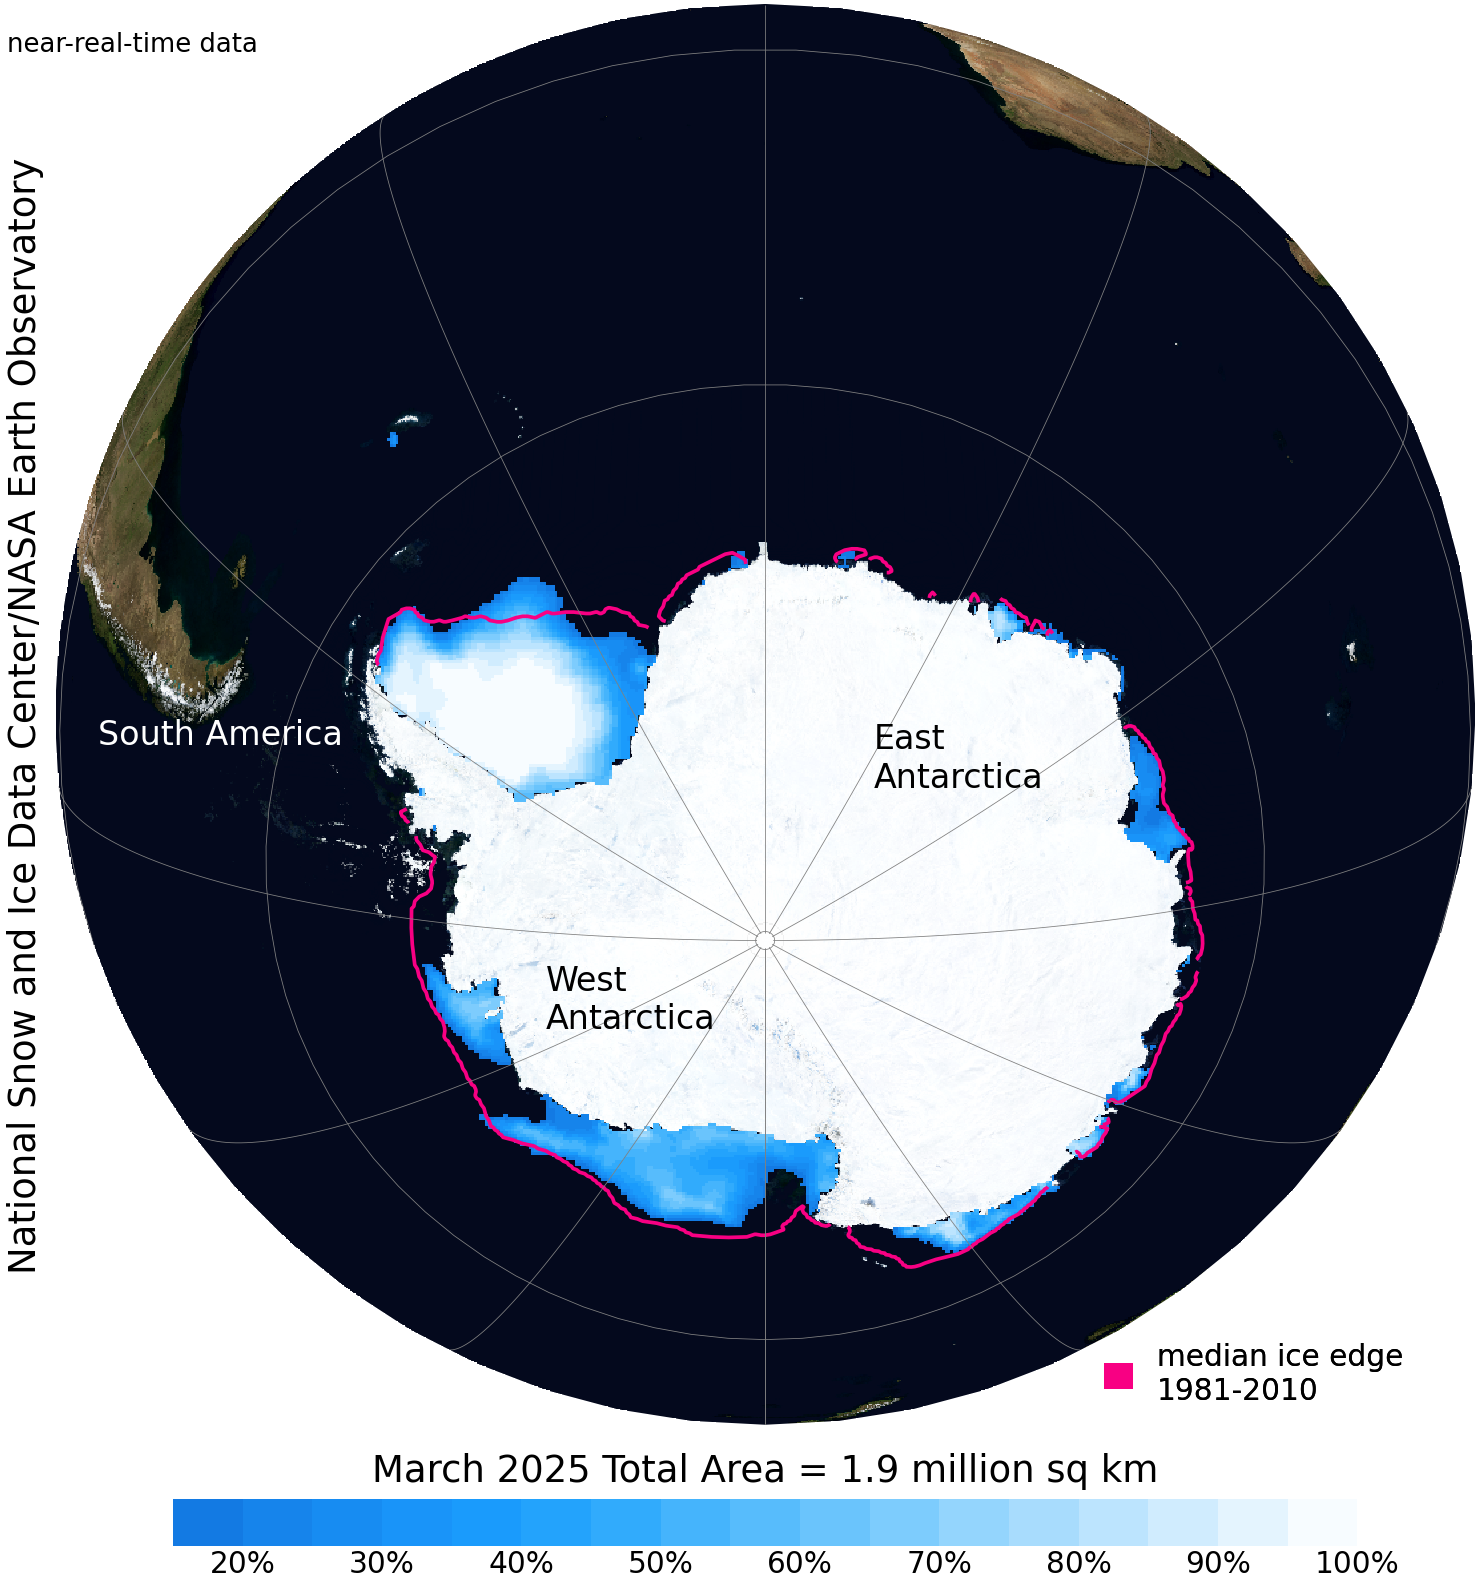 near-real-time data
National Snow and Ice Data Center/NASA Earth Observatory
South America
East
Antarctica
West
Antarctica
median ice edge
1981-2010
March 2025 Total Area = 1.9 million sq km
20% 30% 40% 50% 60% 70% 80% 90% 100%